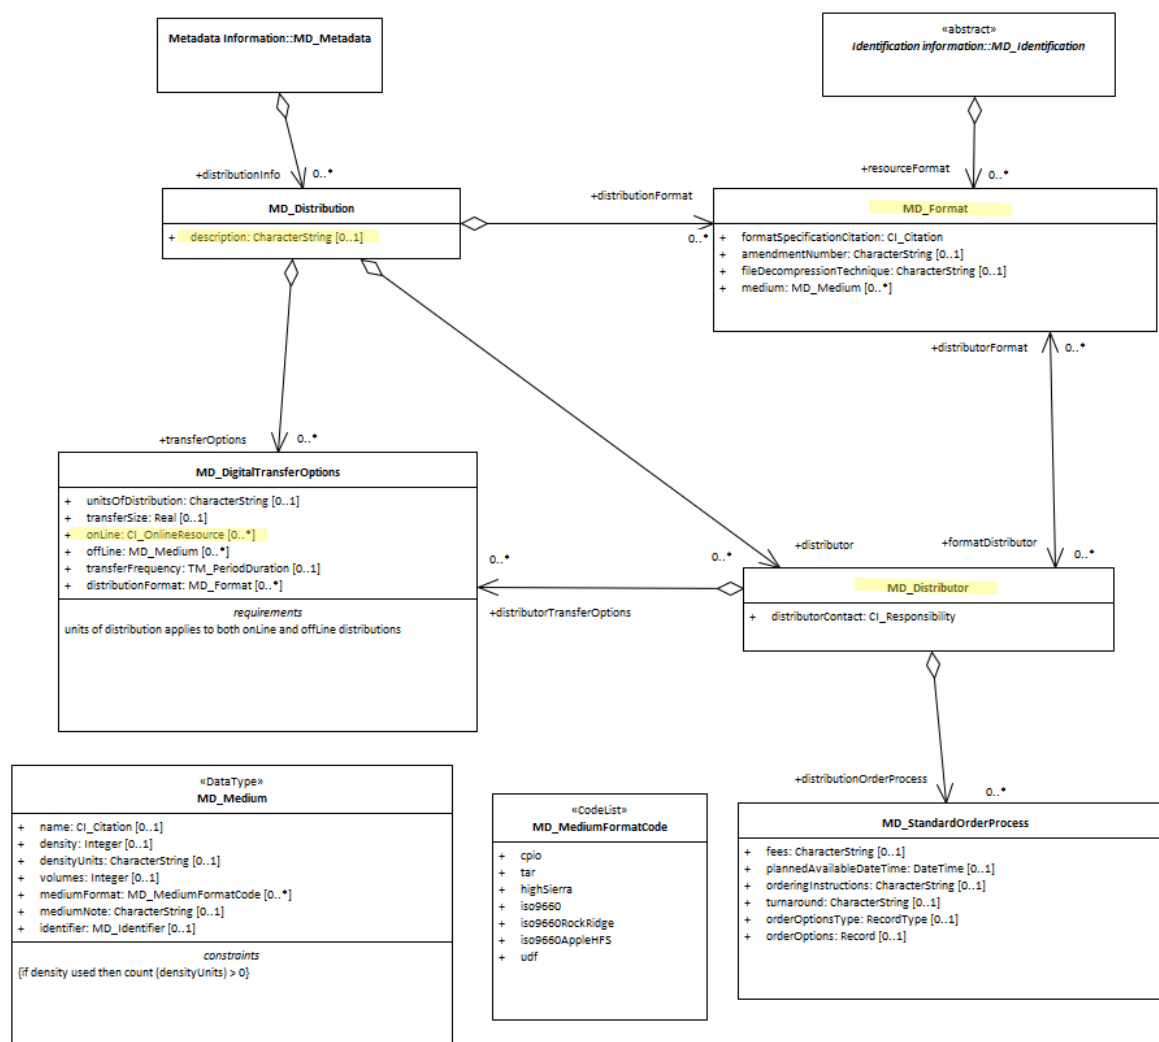 Metadata Information::MD_Metadata
«abstract»
Identification information::MD_Identification
+distributionInfo
0..*
+resourceFormat
0..*
MD_Distribution
+ description: CharacterString [0..1]
+distributionFormat
0..*
MD_Format
+ formatSpecificationCitation: CI_Citation
+ amendmentNumber: CharacterString [0..1]
+ fileDecompressionTechnique: CharacterString [0..1]
+ medium: MD_Medium [0..*]
+distributorFormat
0..*
+transferOptions
0..*
MD_DigitalTransferOptions
+ unitsOfDistribution: CharacterString [0..1]
+ transferSize: Real [0..1]
+ onLine: CI_OnlineResource [0..*]
+ offLine: MD_Medium [0..*]
+ transferFrequency: TM_PeriodDuration [0..1]
+ distributionFormat: MD_Format [0..*]
requirements
units of distribution applies to both onLine and offLine distributions
0..*
+distributorTransferOptions
0..*
+distributor
+formatDistributor
0..*
MD_Distributor
+ distributorContact: CI_Responsibility
+distributionOrderProcess
0..*
«DataType»
MD_Medium
+ name: CI_Citation [0..1]
+ density: Integer [0..1]
+ densityUnits: CharacterString [0..1]
+ volumes: Integer [0..1]
+ mediumFormat: MD_MediumFormatCode [0..*]
+ mediumNote: CharacterString [0..1]
+ identifier: MD_Identifier [0..1]
constraints
{if density used then count (densityUnits) > 0}
«CodeList»
MD_MediumFormatCode
+ cpio
+ tar
+ highSierra
+ iso9660
+ iso9660RockRidge
+ iso9660AppleHFS
+ udf
MD_StandardOrderProcess
+ fees: CharacterString [0..1]
+ plannedAvailableDateTime: DateTime [0..1]
+ orderingInstructions: CharacterString [0..1]
+ turnaround: CharacterString [0..1]
+ orderOptionsType: RecordType [0..1]
+ orderOptions: Record [0..1]